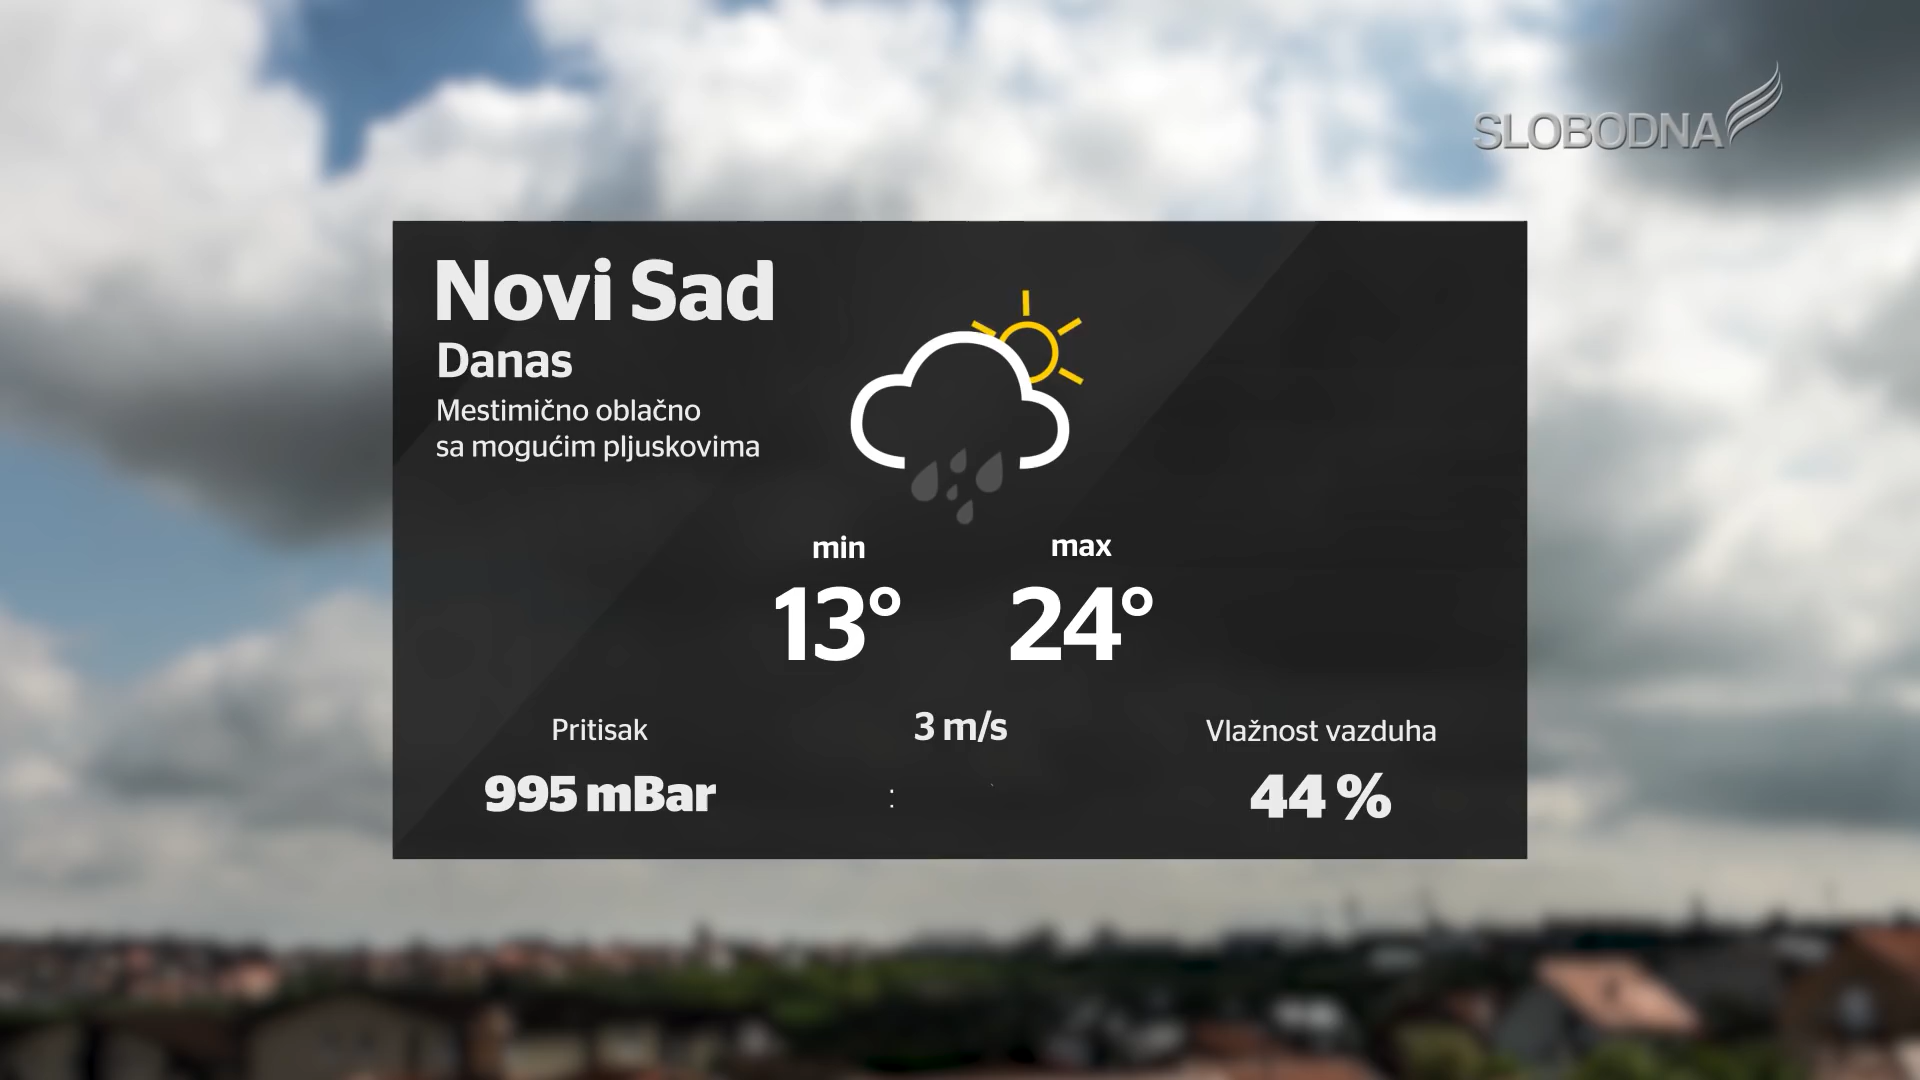 SLOBODNA
Novi Sad
Danas
Mestimično oblačno
sa mogućim pljuskovima
min
max
13°
24°
Pritisak
3 m/s
Vlažnost vazduha
995 mBar
:
44 %